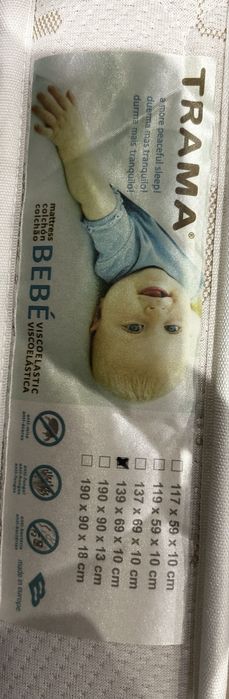 TRAMA®
a more peaceful sleep!
duerma mas tranquilo!
durma mais tranquilo!
mattress
colchón
colchão
BEBÉ
VISCOELASTIC
VISCOELÁSTICA
117 x 59 x 10 cm
119 x 59 x 10 cm
137 x 69 x 10 cm
139 x 69 x 10 cm
190 x 90 x 13 cm
190 x 90 x 18 cm
made in europe